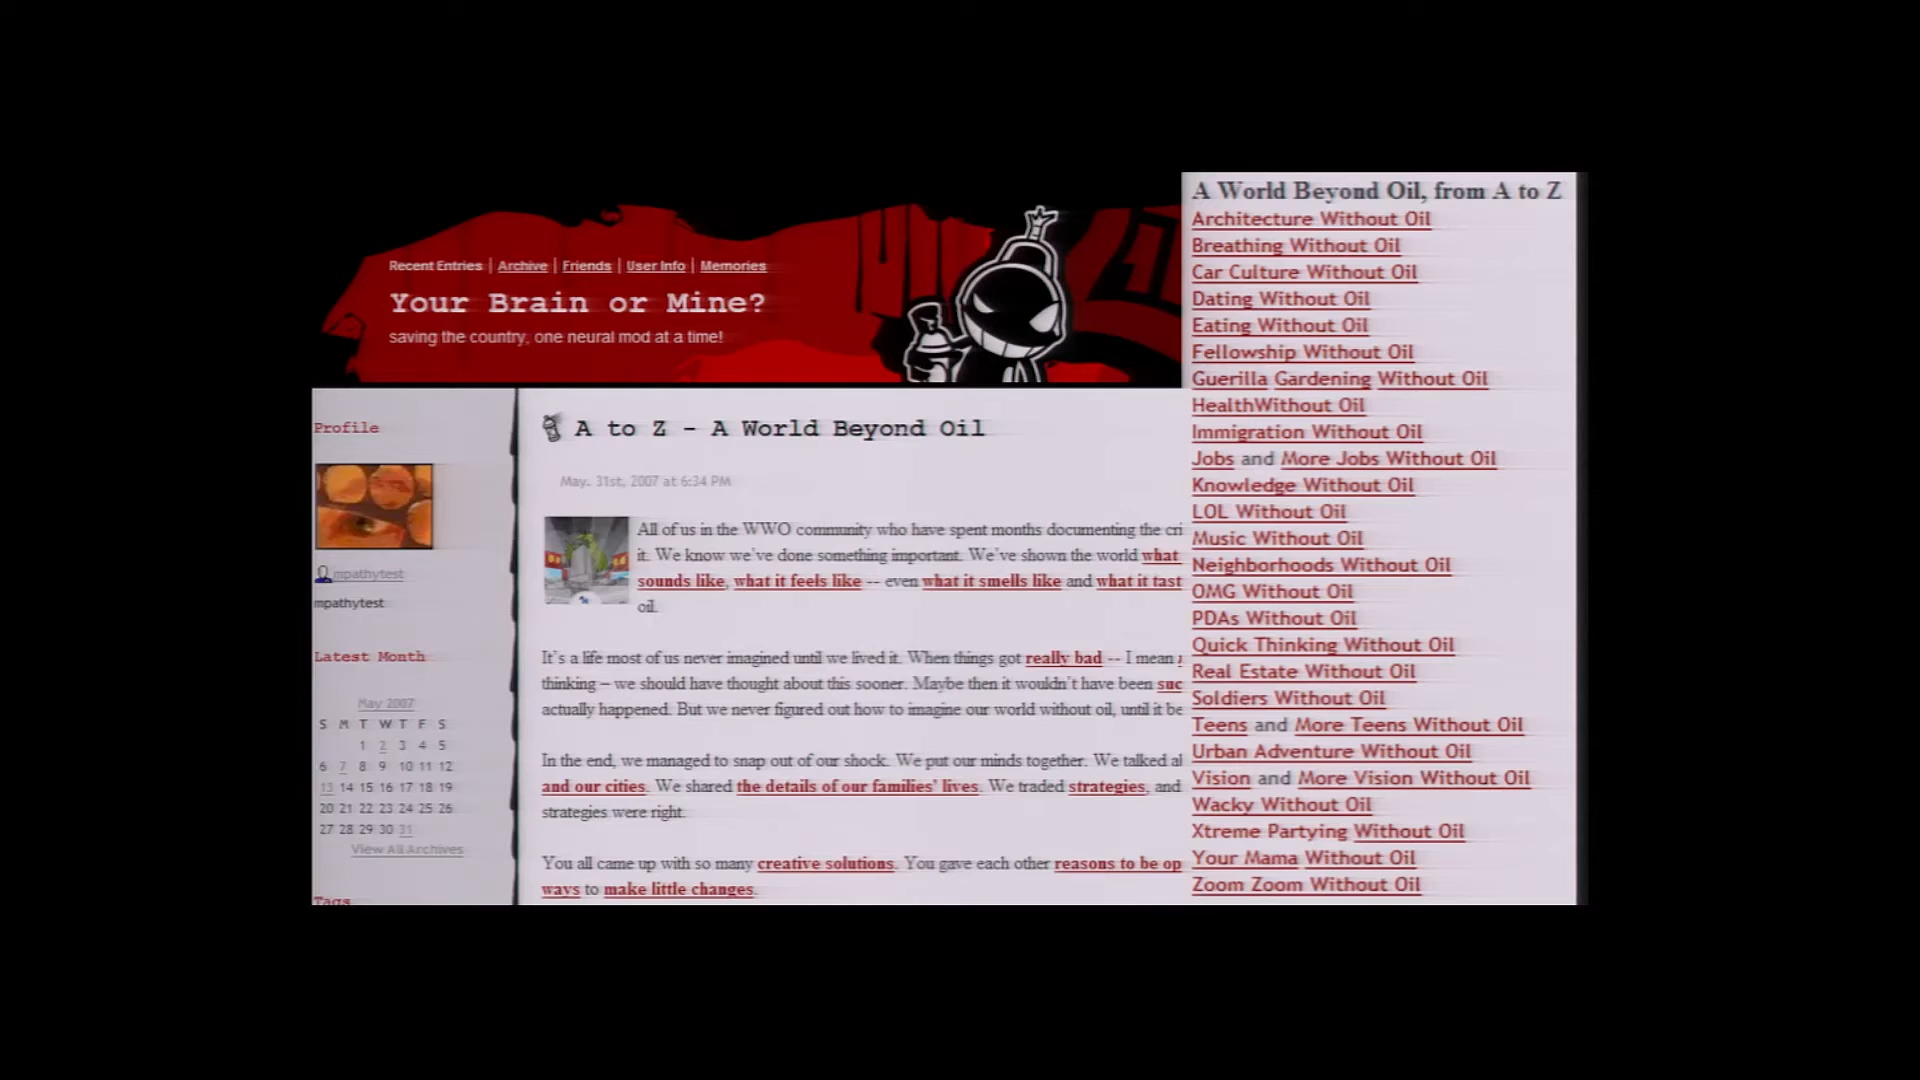 Recent Entries | Archive | Friends | User Info | Memories
Your Brain or Mine?
saving the country, one neural mod at a time!
Profile
mpathytest
mpathytest
Latest Month
May 2007
S M T W T F S
1 2 3 4 5
6 7 8 9 10 11 12
13 14 15 16 17 18 19
20 21 22 23 24 25 26
27 28 29 30 31
View All Archives
Tags
A to Z - A World Beyond Oil
May. 31st, 2007 at 6:34 PM
All of us in the WWO community who have spent months documenting the cri
it. We know we've done something important. We've shown the world what
sounds like, what it feels like -- even what it smells like and what it tast
oil.
It's a life most of us never imagined until we lived it. When things got really bad -- I mean
thinking – we should have thought about this sooner. Maybe then it wouldn't have been suc
actually happened. But we never figured out how to imagine our world without oil, until it be
In the end, we managed to snap out of our shock. We put our minds together. We talked al
and our cities. We shared the details of our families' lives. We traded strategies, and
strategies were right.
You all came up with so many creative solutions. You gave each other reasons to be op
ways to make little changes.
A World Beyond Oil, from A to Z
Architecture Without Oil
Breathing Without Oil
Car Culture Without Oil
Dating Without Oil
Eating Without Oil
Fellowship Without Oil
Guerilla Gardening Without Oil
HealthWithout Oil
Immigration Without Oil
Jobs and More Jobs Without Oil
Knowledge Without Oil
LOL Without Oil
Music Without Oil
Neighborhoods Without Oil
OMG Without Oil
PDAs Without Oil
Quick Thinking Without Oil
Real Estate Without Oil
Soldiers Without Oil
Teens and More Teens Without Oil
Urban Adventure Without Oil
Vision and More Vision Without Oil
Wacky Without Oil
Xtreme Partying Without Oil
Your Mama Without Oil
Zoom Zoom Without Oil